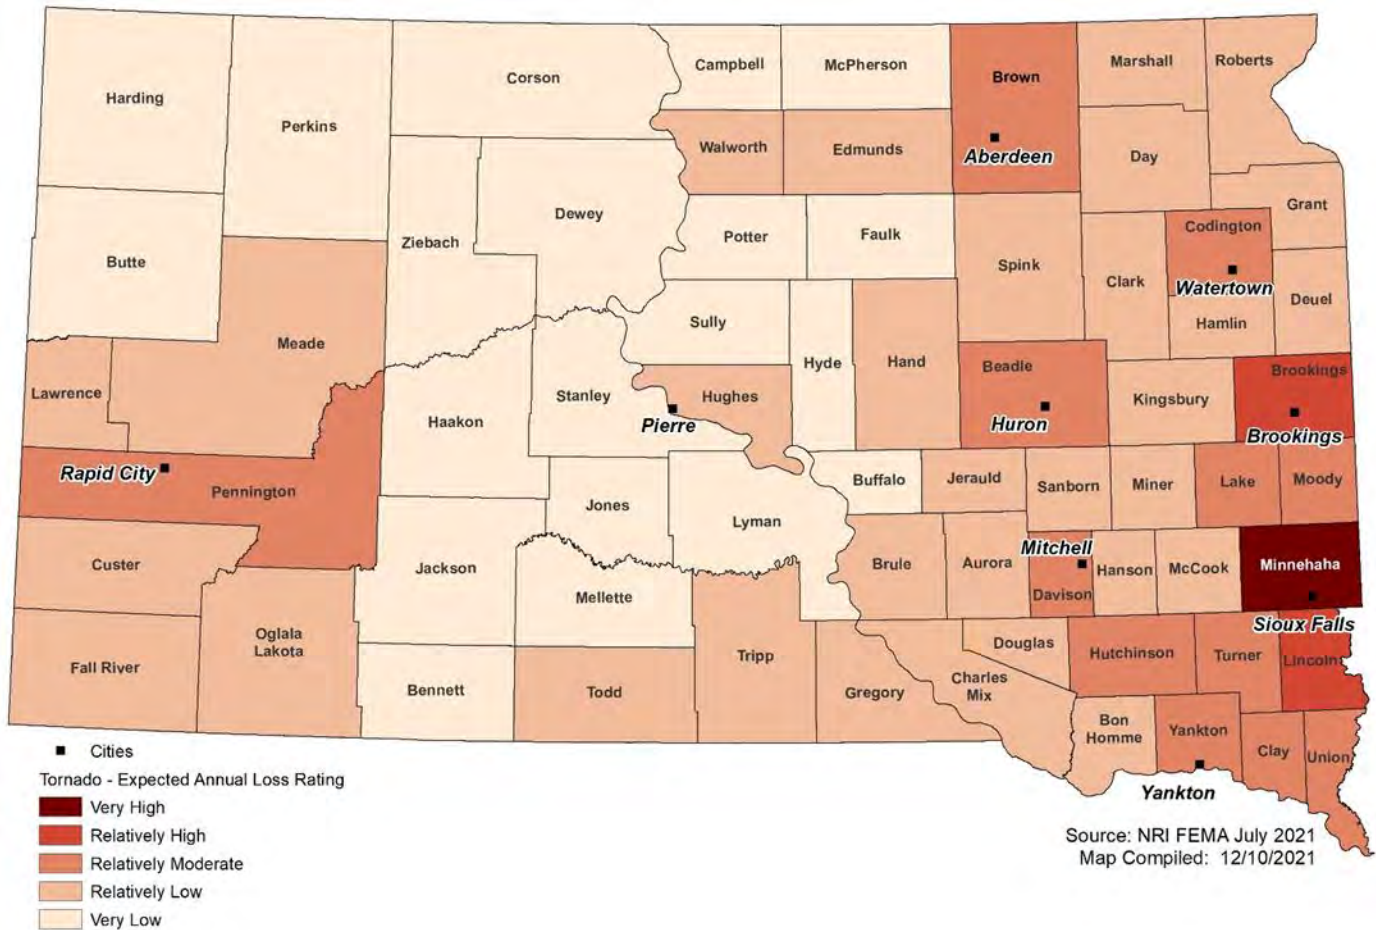 Harding
Perkins
Corson
Campbell
McPherson
Brown
Marshall
Roberts
Walworth
Edmunds
Aberdeen
Day
Butte
Ziebach
Dewey
Potter
Faulk
Spink
Clark
Codington
Grant
Watertown
Hamlin
Deuel
Meade
Sully
Hyde
Hand
Lawrence
Haakon
Stanley
Hughes
Pierre
Beadle
Huron
Kingsbury
Brookings
Brookings
Rapid City
Pennington
Jones
Lyman
Buffalo
Jerauld
Sanborn
Miner
Lake
Moody
Custer
Jackson
Mellette
Brule
Aurora
Mitchell
Davison
Hanson
McCook
Minnehaha
Sioux Falls
Fall River
Oglala
Lakota
Bennett
Todd
Tripp
Gregory
Charles
Mix
Douglas
Hutchinson
Turner
Lincoln
Bon
Homme
Yankton
Clay
Union
Yankton
Cities
Tornado - Expected Annual Loss Rating
Very High
Relatively High
Relatively Moderate
Relatively Low
Very Low
Source: NRI FEMA July 2021
Map Compiled: 12/10/2021